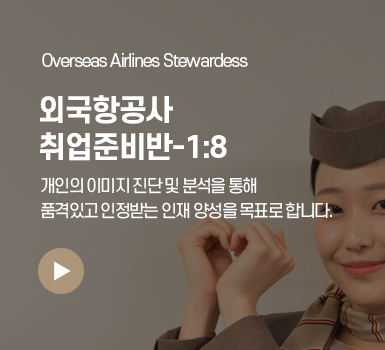 Overseas Airlines Stewardess
외국항공사
취업준비반-1:8
개인의 이미지 진단 및 분석을 통해
품격있고 인정받는 인재 양성을 목표로 합니다.